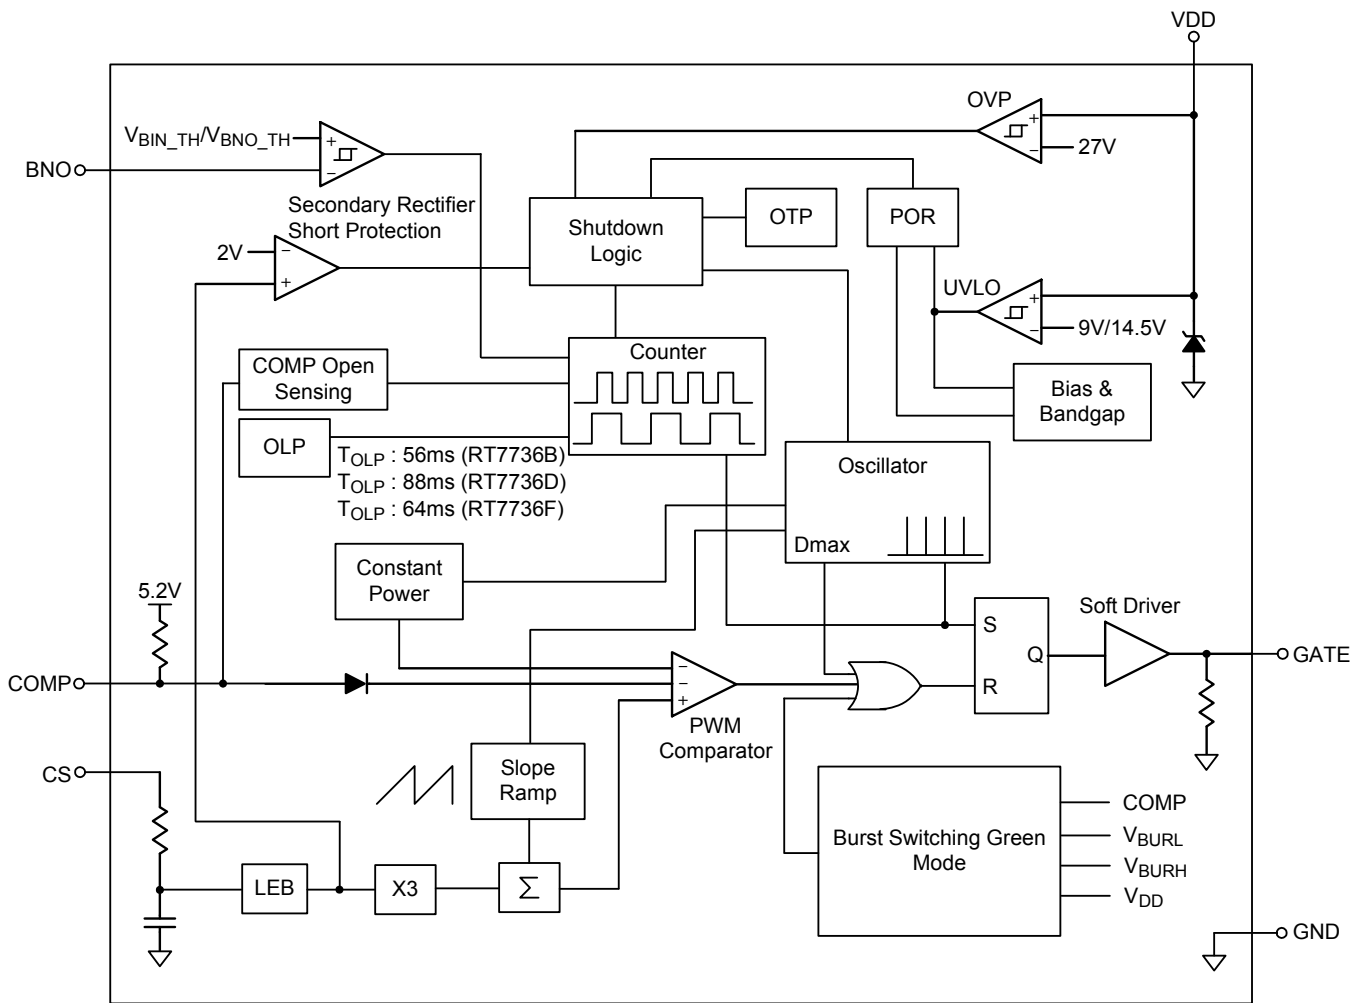 VDD
OVP
+
−
27V
VBIN_TH/VBNO_TH
+
−
BNO
Secondary Rectifier
Short Protection
2V
−
+
Shutdown
Logic
OTP
POR
UVLO
+
−
9V/14.5V
Bias &
Bandgap
COMP Open
Sensing
Counter
OLP
TOLP : 56ms (RT7736B)
TOLP : 88ms (RT7736D)
TOLP : 64ms (RT7736F)
Oscillator
Dmax
Constant
Power
5.2V
COMP
−
−
+
PWM
Comparator
S
R
Q
Soft Driver
GATE
CS
Slope
Ramp
LEB
X3
Σ
Burst Switching Green
Mode
COMP
VBURL
VBURH
VDD
GND